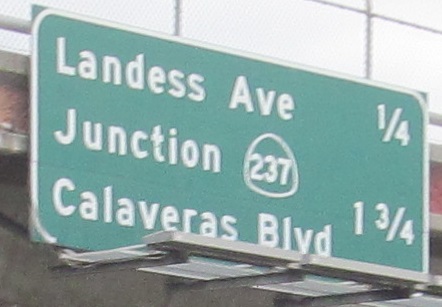 Landess Ave 1/4
Junction 237
Calaveras Blvd 1 3/4